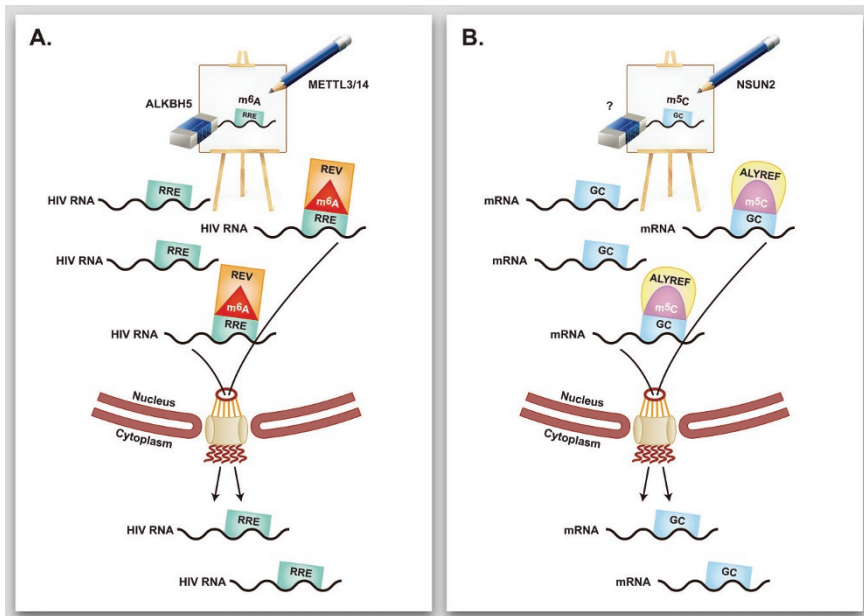 A.
METTL3/14
ALKBH5
m6A
RRE
REV
m6A
RRE
HIV RNA
RRE
HIV RNA
HIV RNA
RRE
REV
m6A
RRE
HIV RNA
Nucleus
Cytoplasm
HIV RNA
RRE
HIV RNA
RRE
B.
NSUN2
?
m5C
GC
ALYREF
m5C
GC
mRNA
GC
mRNA
mRNA
GC
ALYREF
m5C
GC
mRNA
Nucleus
Cytoplasm
mRNA
GC
mRNA
GC